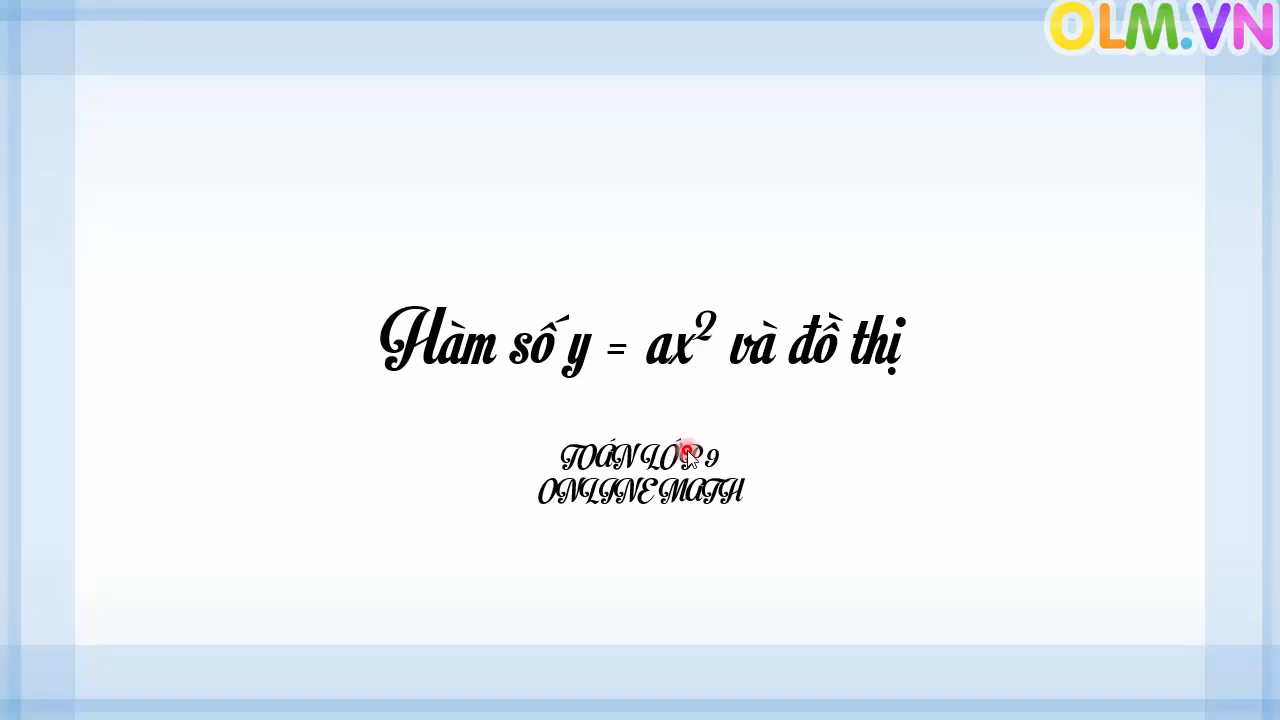 OLM.VN
Hàm số y = ax² và đồ thị
TOÁN LỚP 9
ONLINE MATH